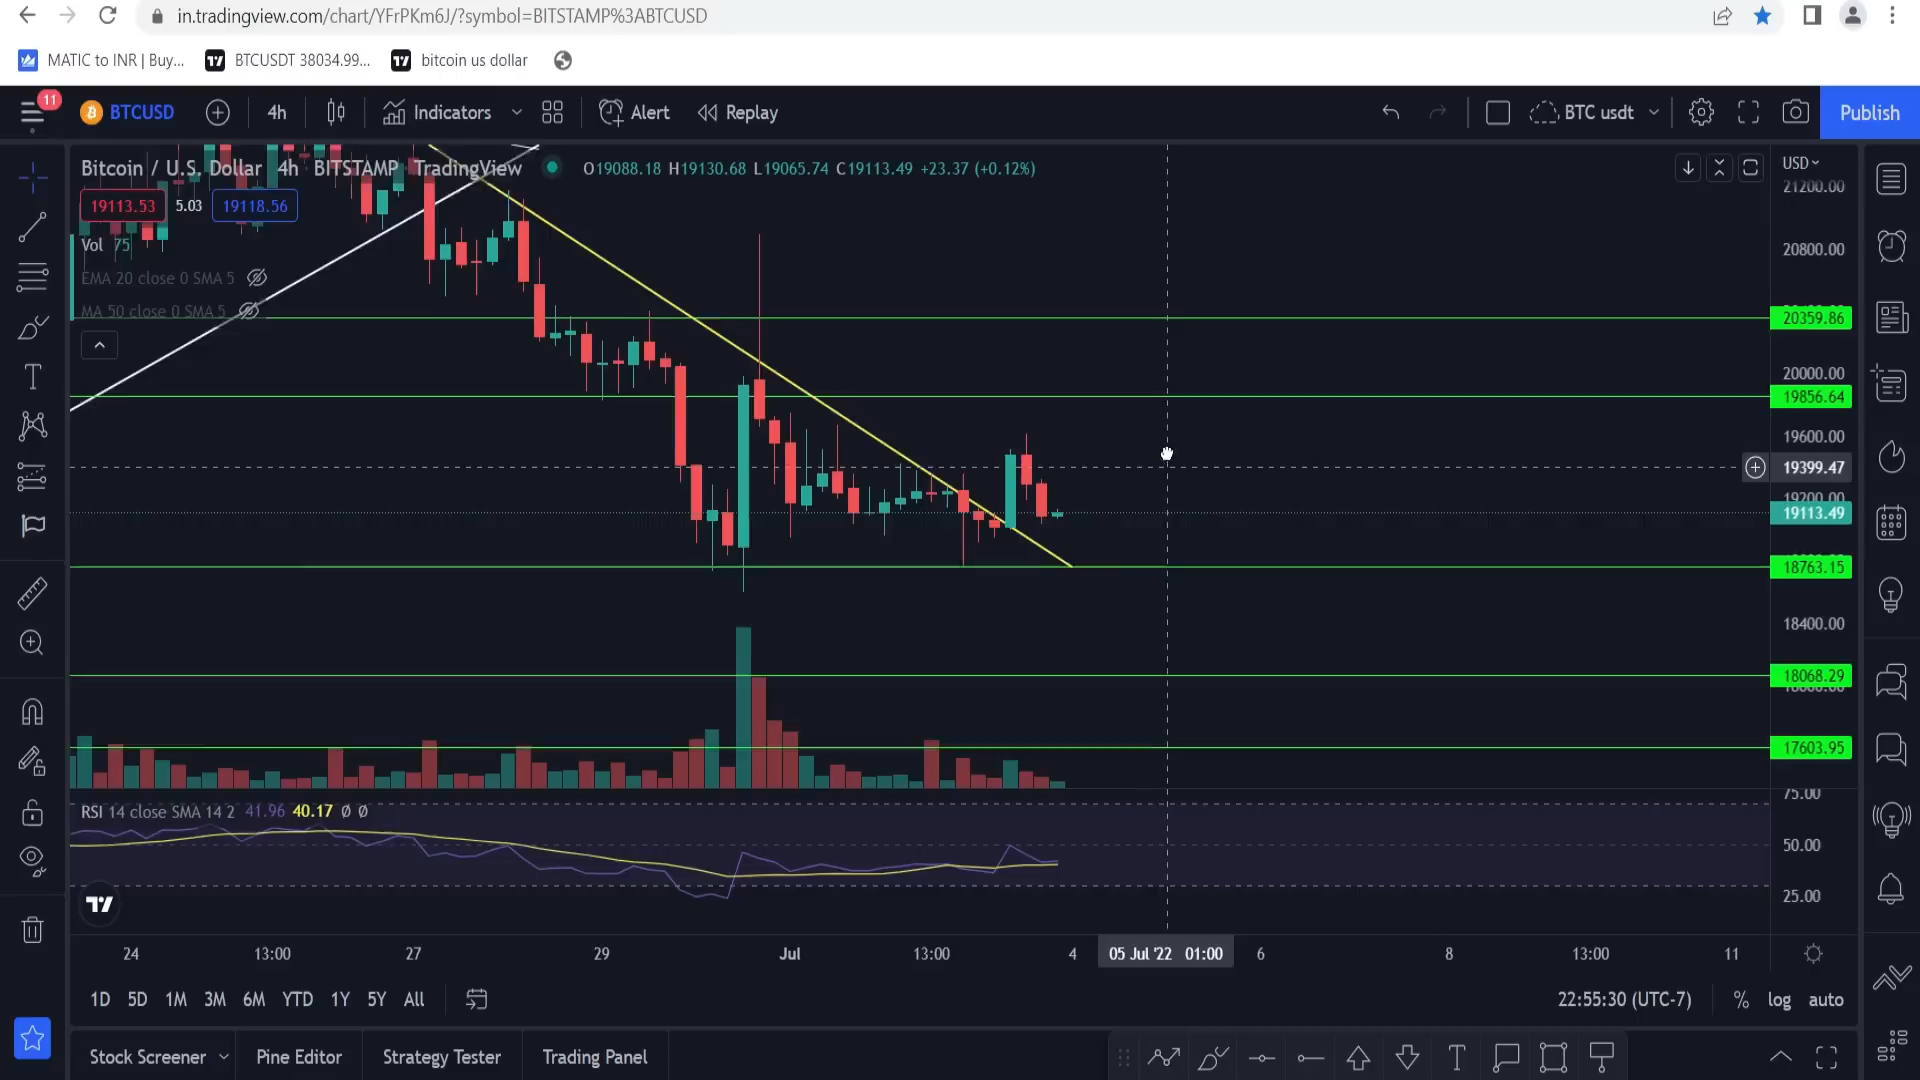 in.tradingview.com/chart/YFrPKm6J/?symbol=BITSTAMP%3ABTCUSD
MATIC to INR | Buy... BTCUSDT 38034.99... bitcoin us dollar
11
BTCUSD 4h Indicators Alert Replay BTC usdt Publish
Bitcoin / U.S. Dollar 4h BITSTAMP TradingView O19088.18 H19130.68 L19065.74 C19113.49 +23.37 (+0.12%) USD
21200.00
19113.53 5.03 19118.56
Vol 75
20800.00
EMA 20 close 0 SMA 5
MA 50 close 0 SMA 5
20359.86
20000.00
19856.64
19600.00
19399.47
19200.00
19113.49
18763.15
18400.00
18068.29
17603.95
75.00
RSI 14 close SMA 14 2 41.96 40.17 Ø Ø
50.00
25.00
24 13:00 27 29 Jul 13:00 4 05 Jul '22 01:00 6 8 13:00 11
1D 5D 1M 3M 6M YTD 1Y 5Y All 22:55:30 (UTC-7) % log auto
Stock Screener Pine Editor Strategy Tester Trading Panel